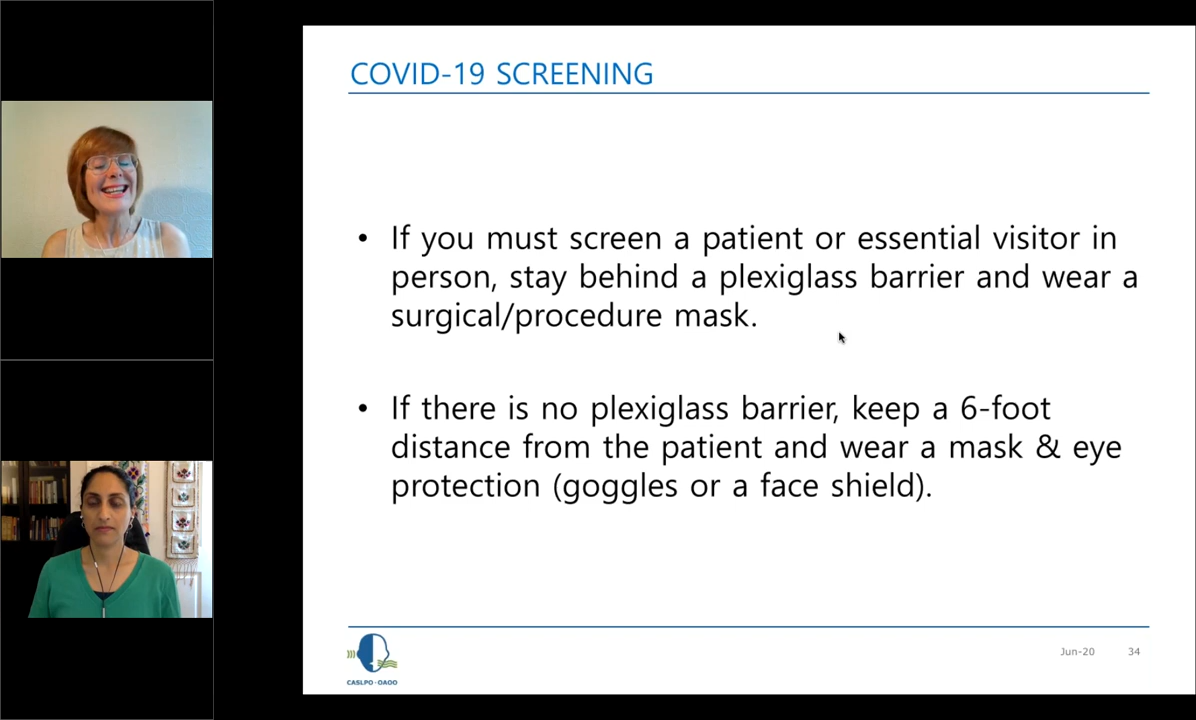 COVID-19 SCREENING
• If you must screen a patient or essential visitor in
person, stay behind a plexiglass barrier and wear a
surgical/procedure mask.
• If there is no plexiglass barrier, keep a 6-foot
distance from the patient and wear a mask & eye
protection (goggles or a face shield).
CASLPO•OAOO
Jun-20 34